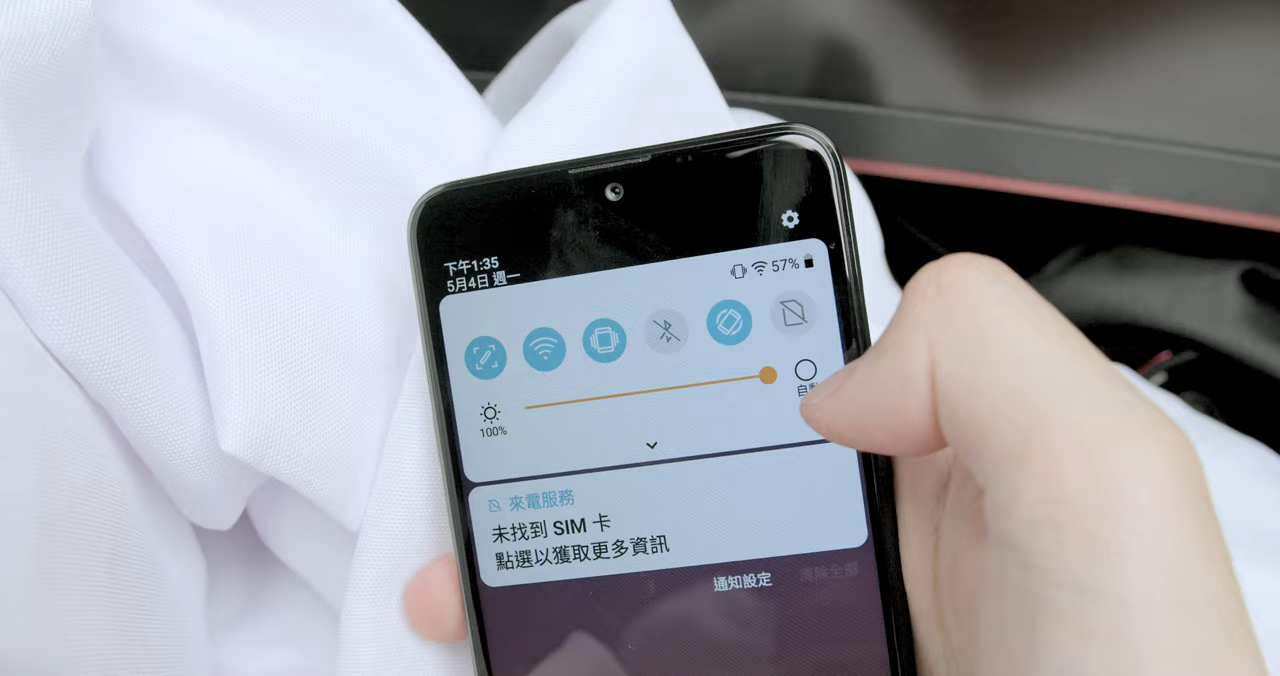 下午1:35
5月4日 週一
57%
100%
自動
來電服務
未找到 SIM 卡
點選以獲取更多資訊
通知設定
清除全部